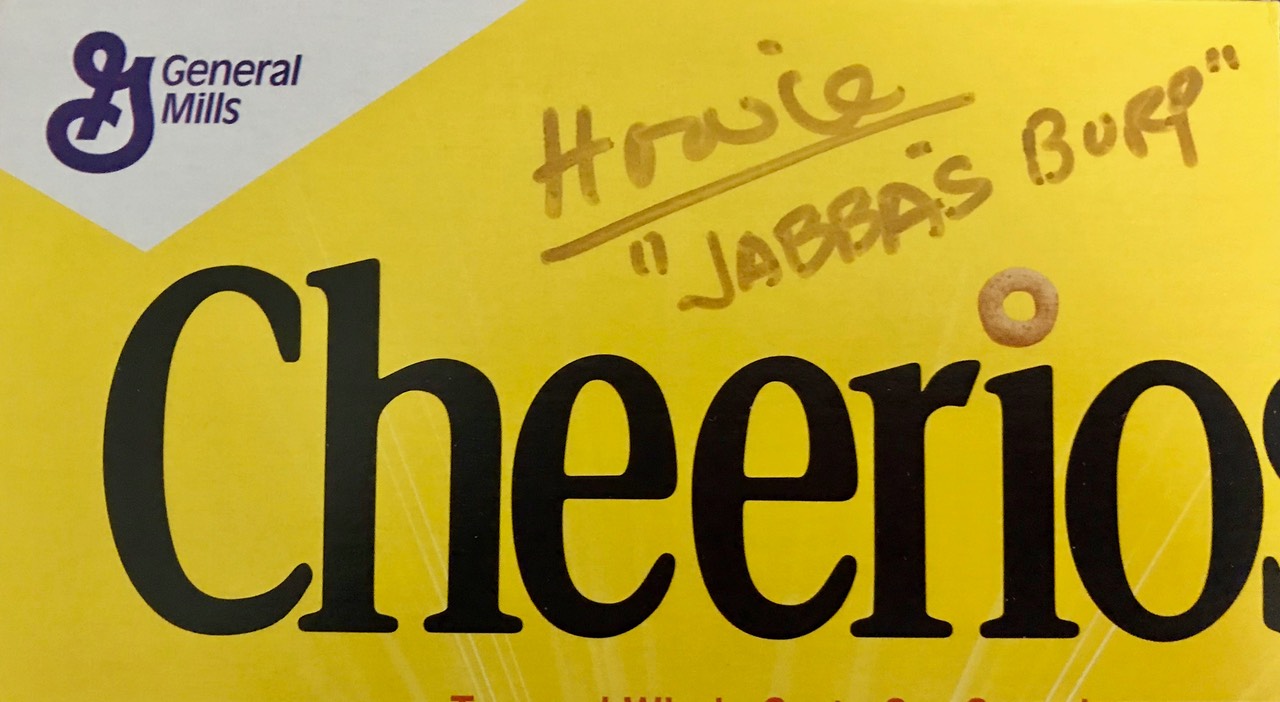 General
Mills
Howie
"JABBA'S BURP"
Cheerios